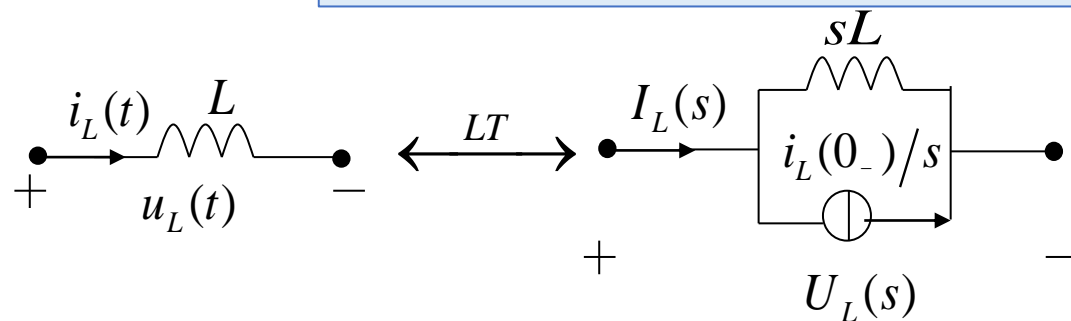 i_L(t) L
+ −
u_L(t)
LT
sL
I_L(s)
i_L(0_-)/s
+ −
U_L(s)